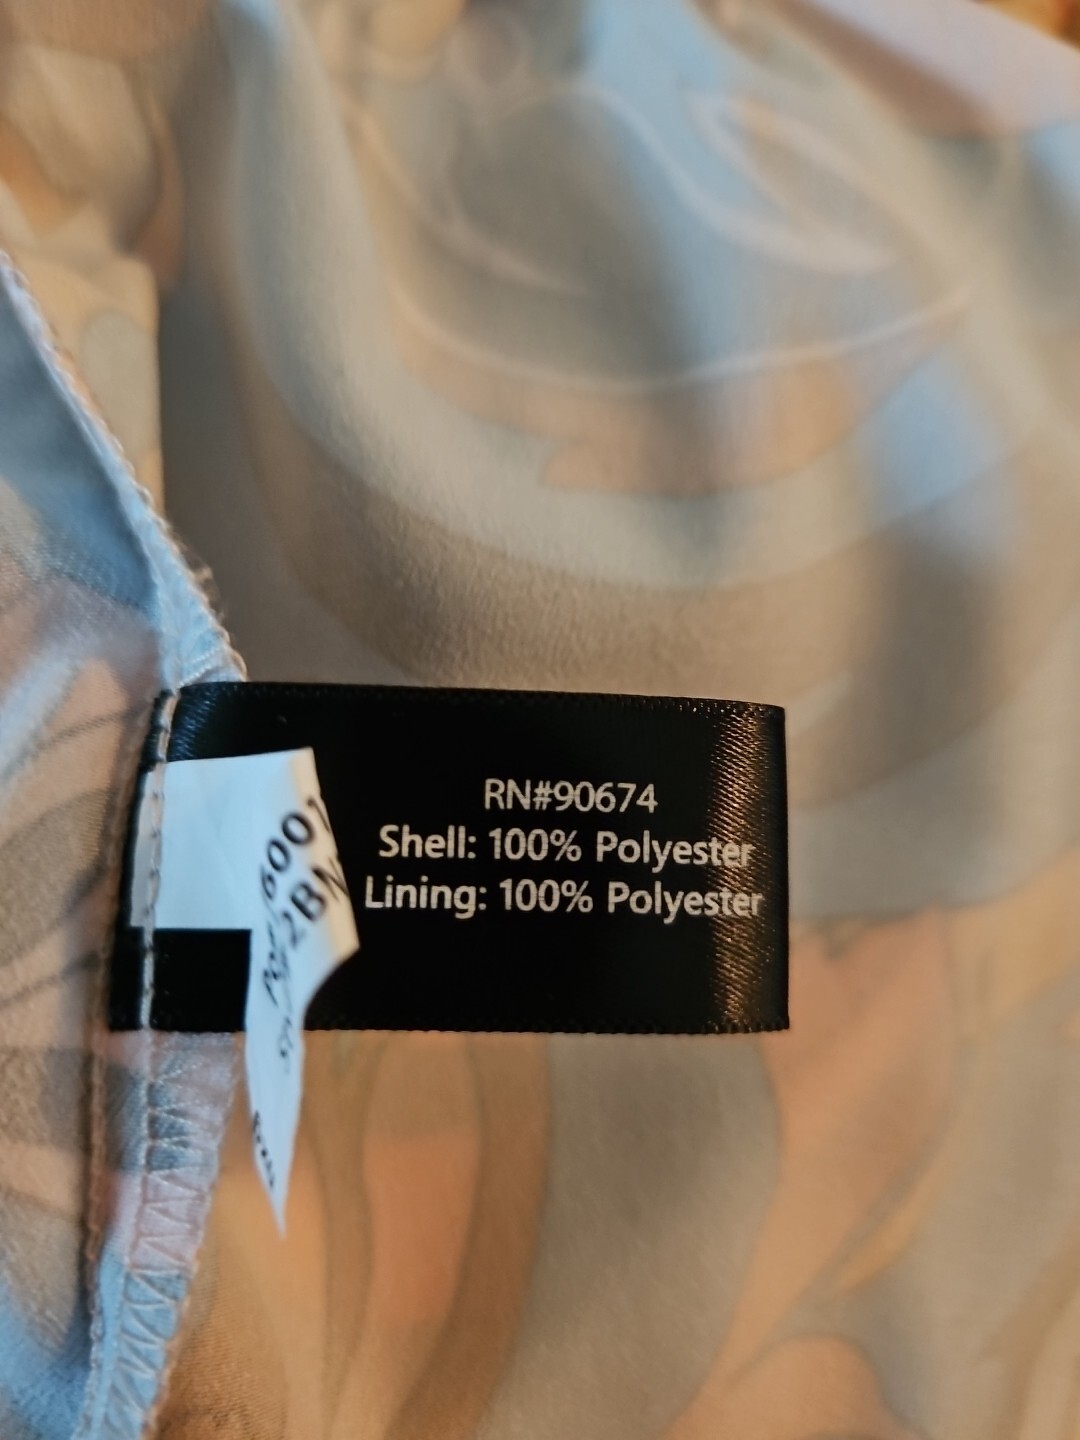 RN#90674
Shell: 100% Polyester
Lining: 100% Polyester